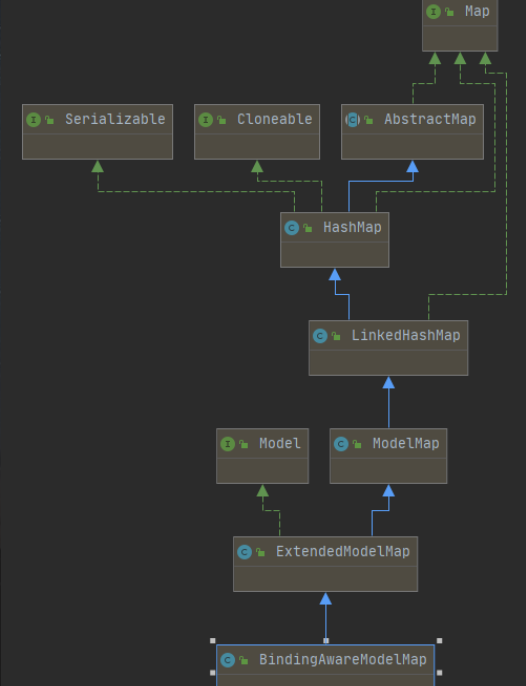 I Map
I Serializable
I Cloneable
C AbstractMap
C HashMap
C LinkedHashMap
I Model
C ModelMap
C ExtendedModelMap
C BindingAwareModelMap